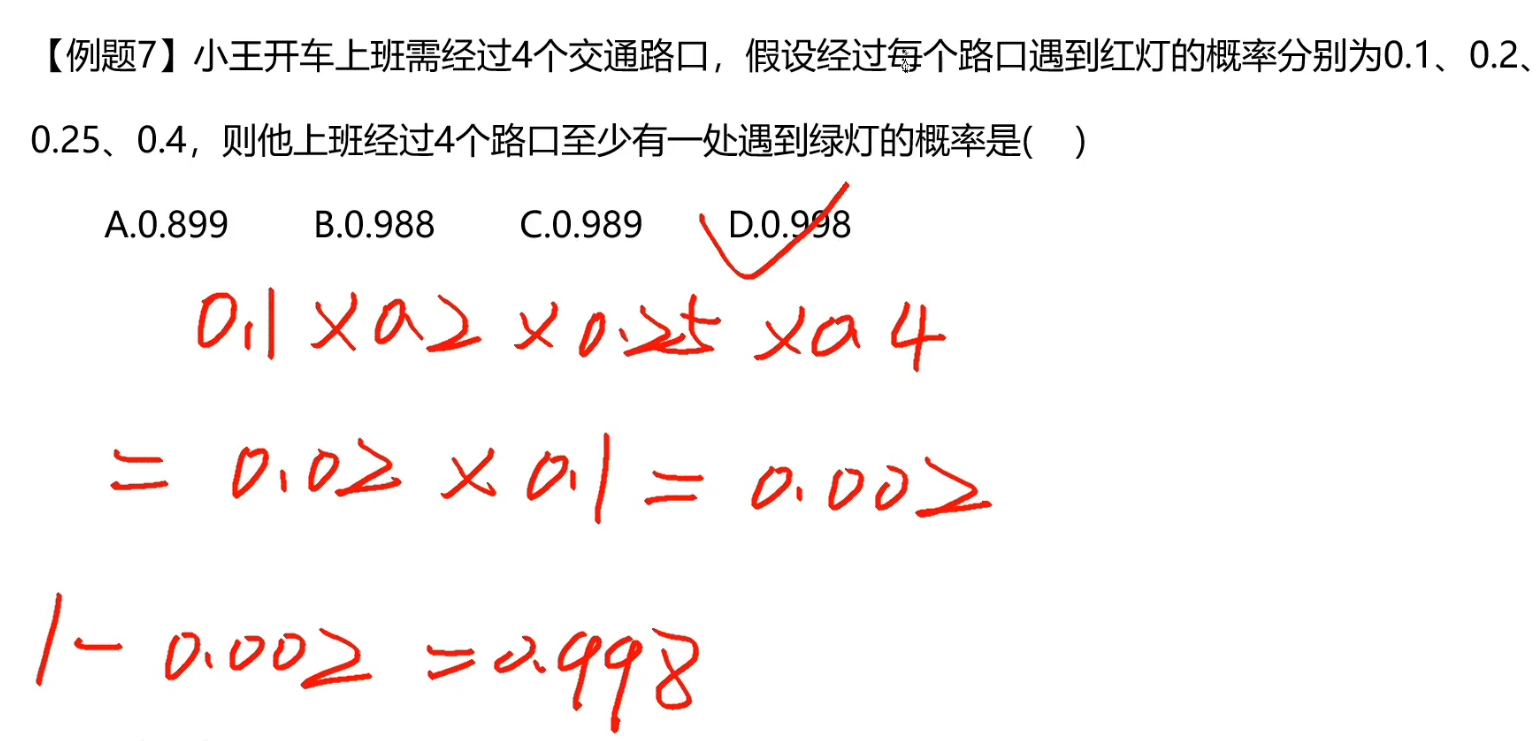 【例题7】小王开车上班需经过4个交通路口，假设经过每个路口遇到红灯的概率分别为0.1、0.2、
0.25、0.4，则他上班经过4个路口至少有一处遇到绿灯的概率是(　)
A.0.899 B.0.988 C.0.989 D.0.998
0.1×0.2×0.25×0.4
=0.02×0.1=0.002
1-0.002=0.998